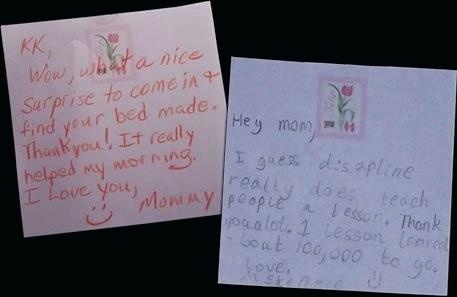 KK,
Wow, what a nice
surprise to come in &
find your bed made.
Thank you! It really
helped my morning.
I Love you,
Mommy
Hey mom,
I guess disapline
really does teach
people a lesson. Thank
you alot. 1 lesson learned
bout 100,000 to go.
Love,
McKenzie